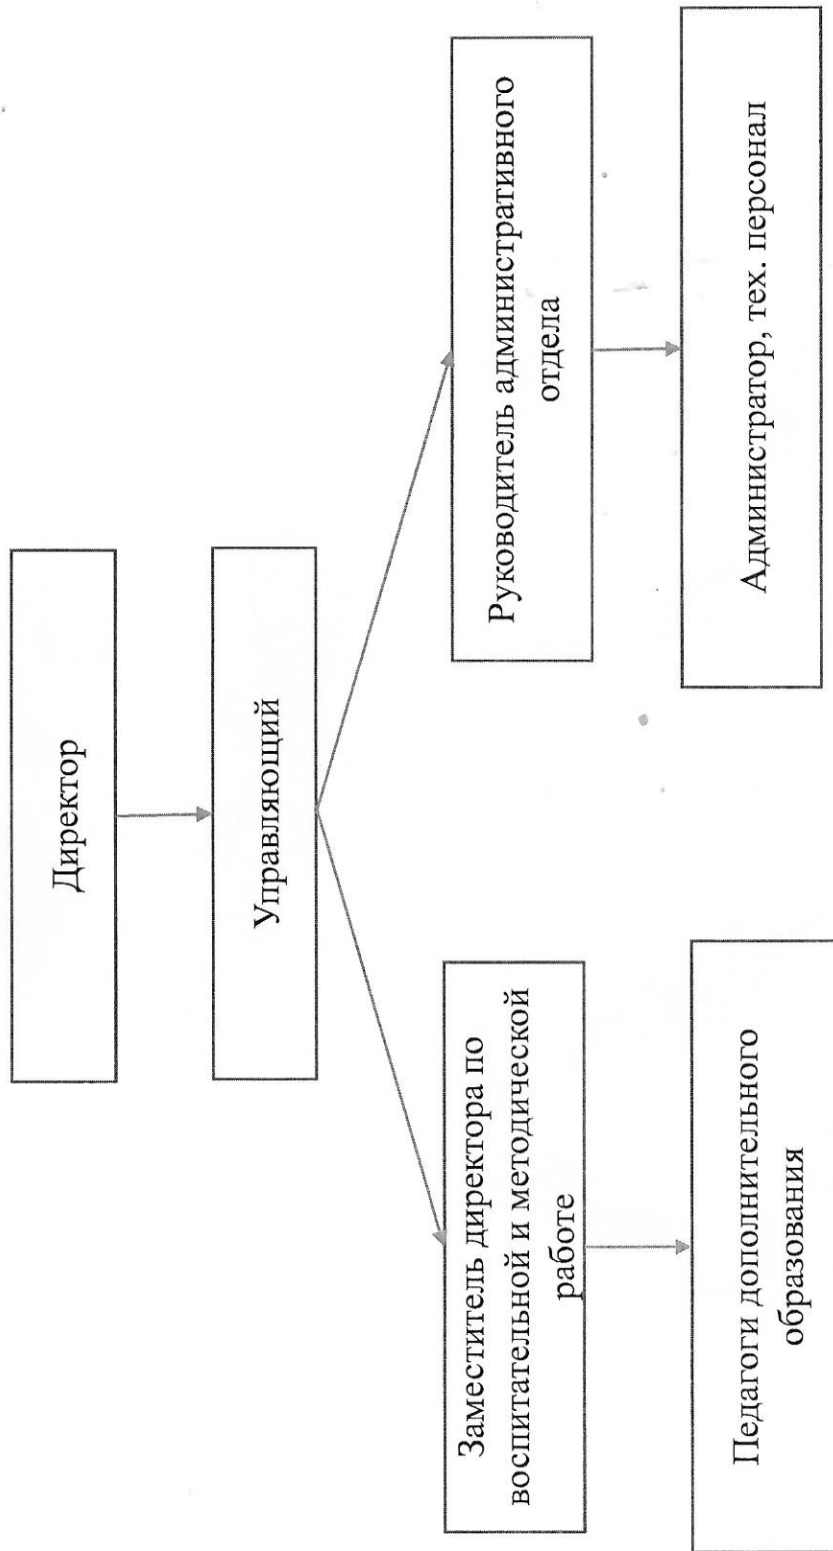 Директор
Управляющий
Заместитель директора по
воспитательной и методической
работе
Руководитель административного
отдела
Педагоги дополнительного
образования
Администратор, тех. персонал